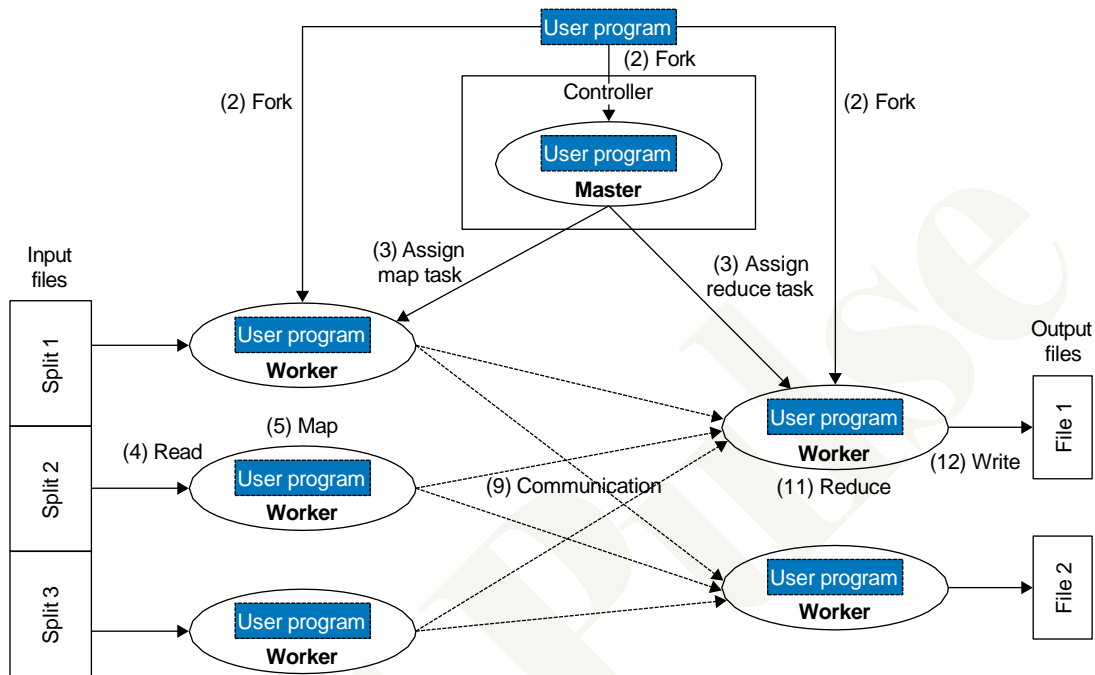 User program
(2) Fork
(2) Fork
(2) Fork
Controller
User program
Master
(3) Assign
map task
(3) Assign
reduce task
Input
files
Split 1
Split 2
Split 3
User program
Worker
(4) Read
(5) Map
User program
Worker
User program
Worker
(9) Communication
User program
Worker
(11) Reduce
(12) Write
User program
Worker
Output
files
File 1
File 2